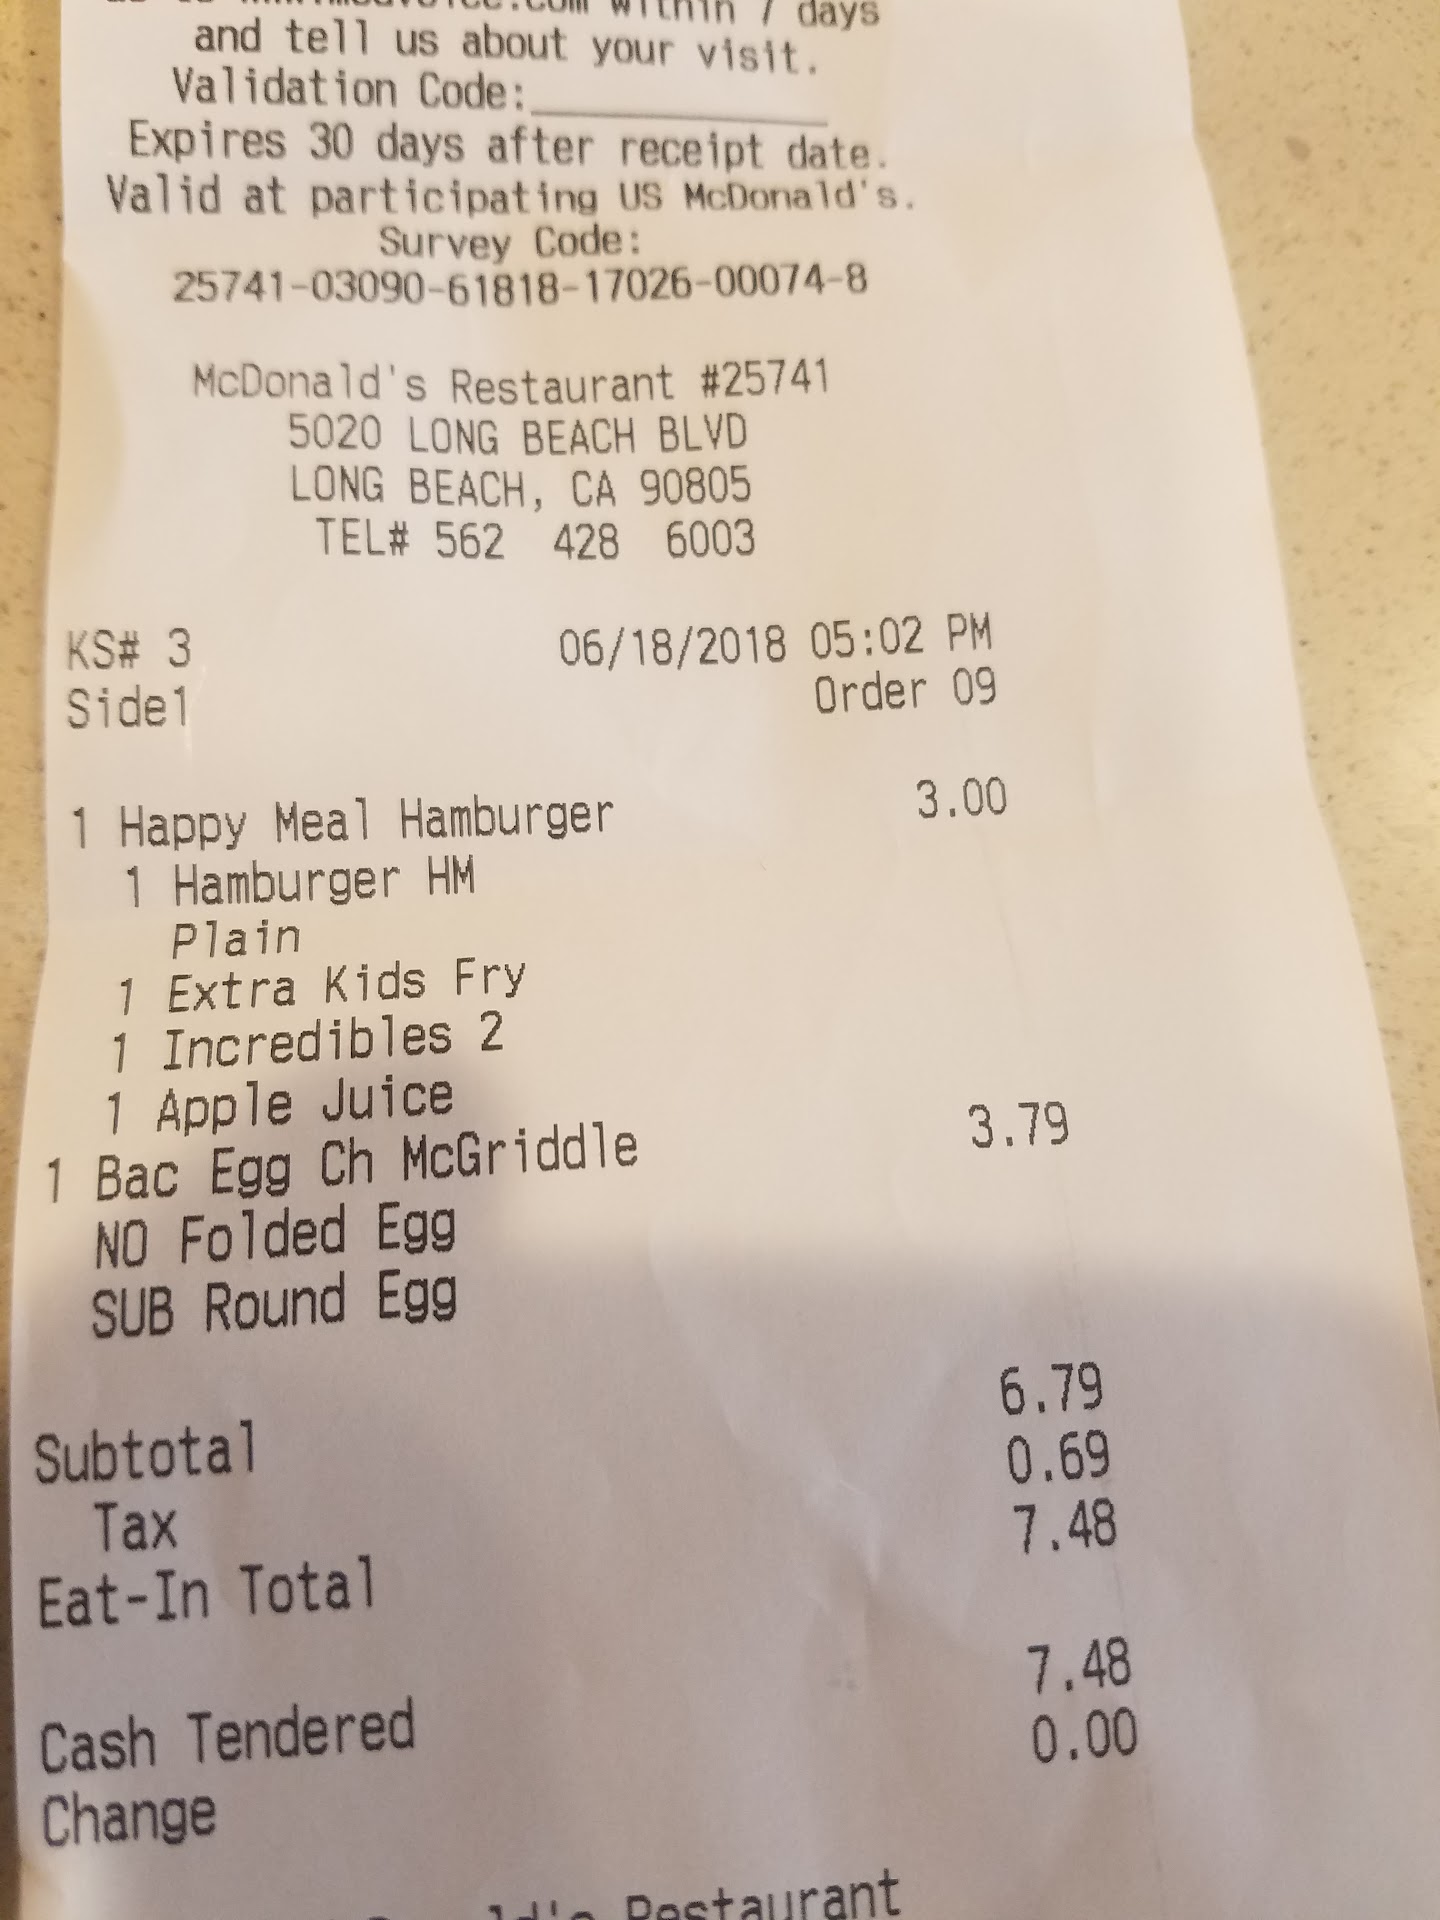 within 7 days
and tell us about your visit.
Validation Code:____________
Expires 30 days after receipt date.
Valid at participating US McDonald's.
Survey Code:
25741-03090-61818-17026-00074-8
McDonald's Restaurant #25741
5020 LONG BEACH BLVD
LONG BEACH, CA 90805
TEL# 562 428 6003
KS# 3 06/18/2018 05:02 PM
Side1 Order 09
1 Happy Meal Hamburger 3.00
1 Hamburger HM
Plain
1 Extra Kids Fry
1 Incredibles 2
1 Apple Juice
1 Bac Egg Ch McGriddle 3.79
NO Folded Egg
SUB Round Egg
Subtotal 6.79
Tax 0.69
Eat-In Total 7.48
Cash Tendered 7.48
Change 0.00
Restaurant